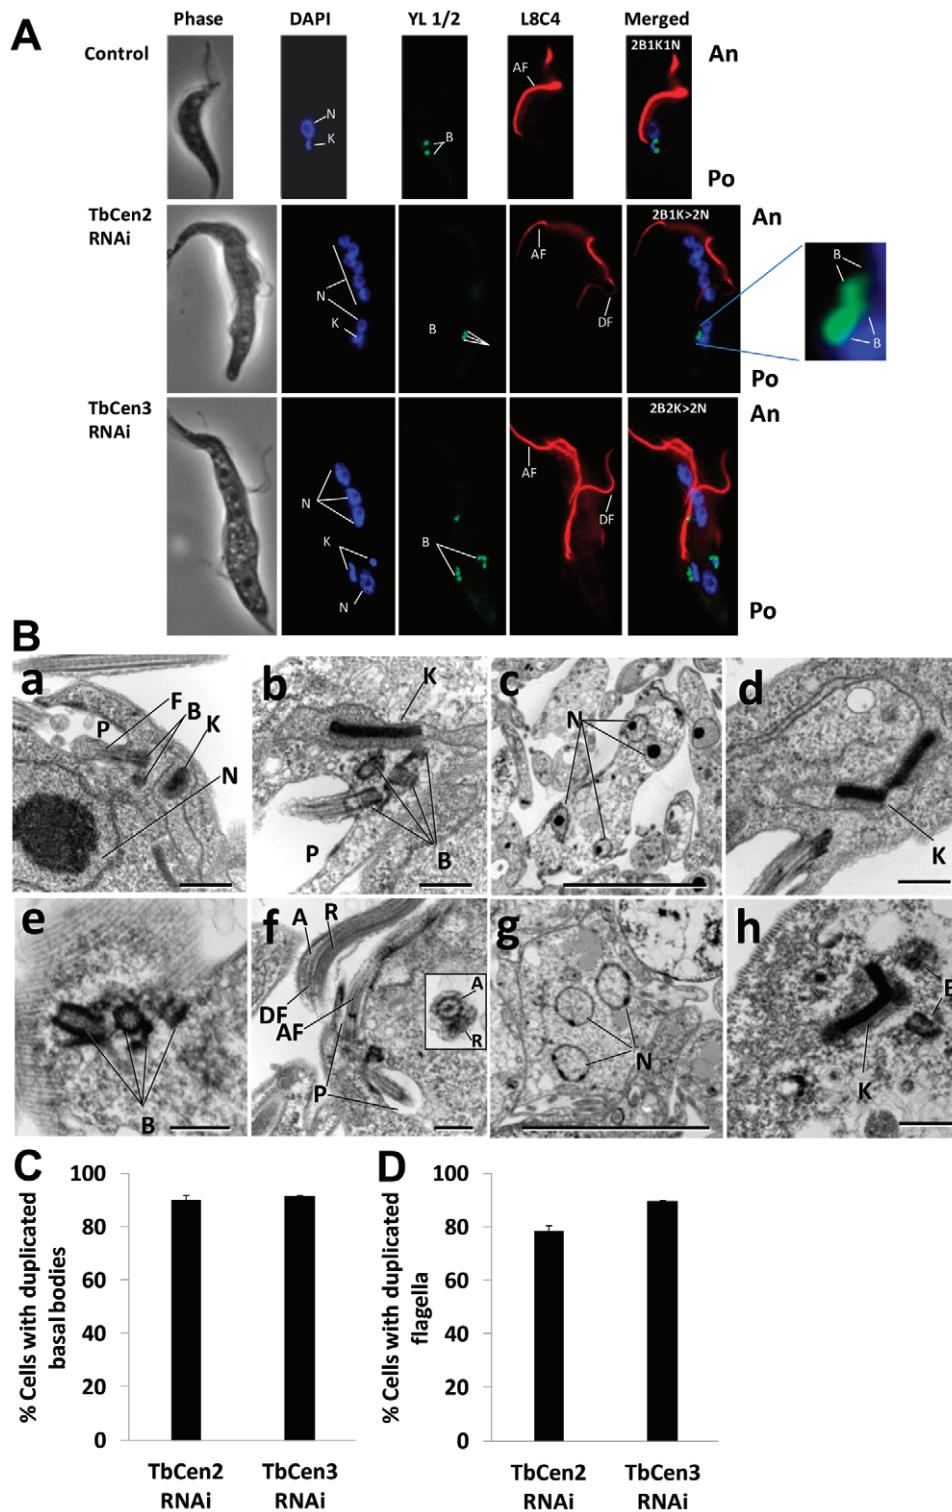 A
Phase DAPI YL 1/2 L8C4 Merged
Control
N
K
B
AF
2B1K1N
An
Po
TbCen2
RNAi
N
K
B
AF
DF
2B1K>2N
An
Po
B
B
TbCen3
RNAi
N
K
N
B
AF
DF
2B2K>2N
An
Po
B
a
F
P
B
K
N
b
K
P
B
c
N
d
K
e
B
f
A
R
DF
AF
P
A
R
g
N
h
B
K
C
% Cells with duplicated
basal bodies
100
80
60
40
20
0
TbCen2
RNAi
TbCen3
RNAi
D
% Cells with duplicated
flagella
100
80
60
40
20
0
TbCen2
RNAi
TbCen3
RNAi